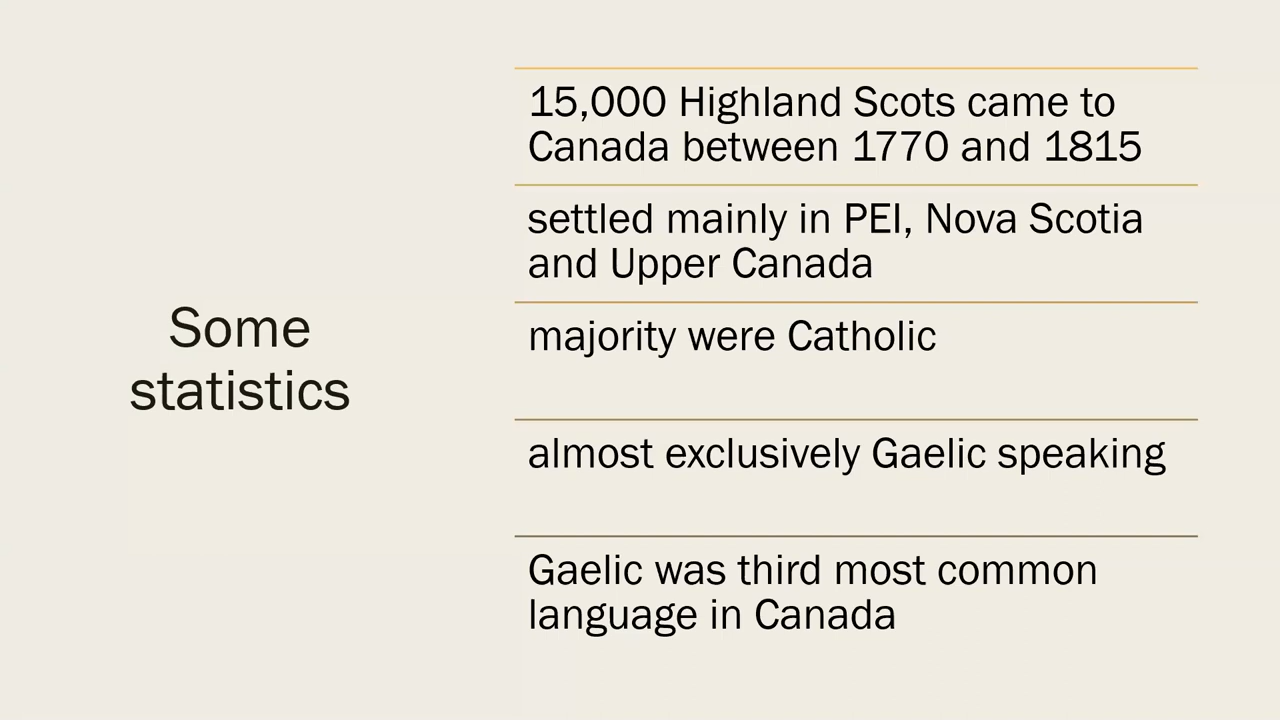 Some
statistics
15,000 Highland Scots came to
Canada between 1770 and 1815
settled mainly in PEI, Nova Scotia
and Upper Canada
majority were Catholic
almost exclusively Gaelic speaking
Gaelic was third most common
language in Canada